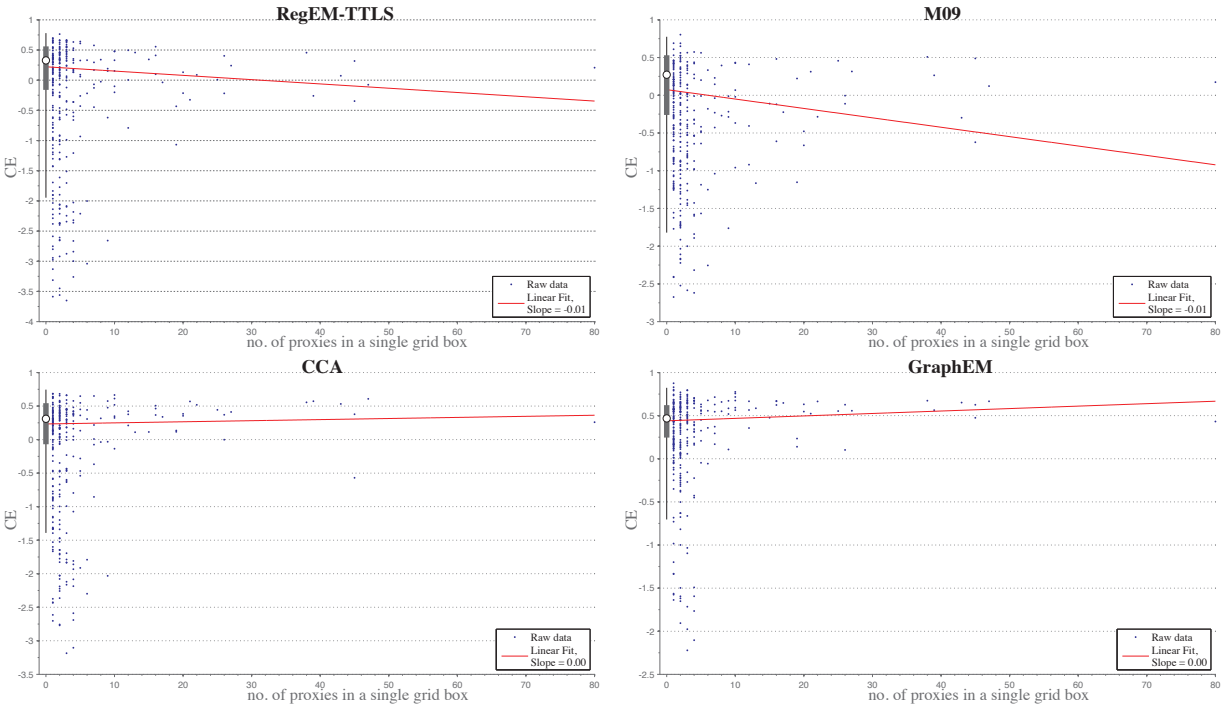 RegEM-TTLS
1
0.5
0
-0.5
-1
-1.5
-2
-2.5
-3
-3.5
-4
CE
0 10 20 30 40 50 60 70 80
no. of proxies in a single grid box
Raw data
Linear Fit,
Slope = -0.01
M09
1
0.5
0
-0.5
-1
-1.5
-2
-2.5
-3
CE
0 10 20 30 40 50 60 70 80
no. of proxies in a single grid box
Raw data
Linear Fit,
Slope = -0.01
CCA
1
0.5
0
-0.5
-1
-1.5
-2
-2.5
-3
-3.5
CE
0 10 20 30 40 50 60 70 80
no. of proxies in a single grid box
Raw data
Linear Fit,
Slope = 0.00
GraphEM
1
0.5
0
-0.5
-1
-1.5
-2
-2.5
CE
0 10 20 30 40 50 60 70 80
no. of proxies in a single grid box
Raw data
Linear Fit,
Slope = 0.00